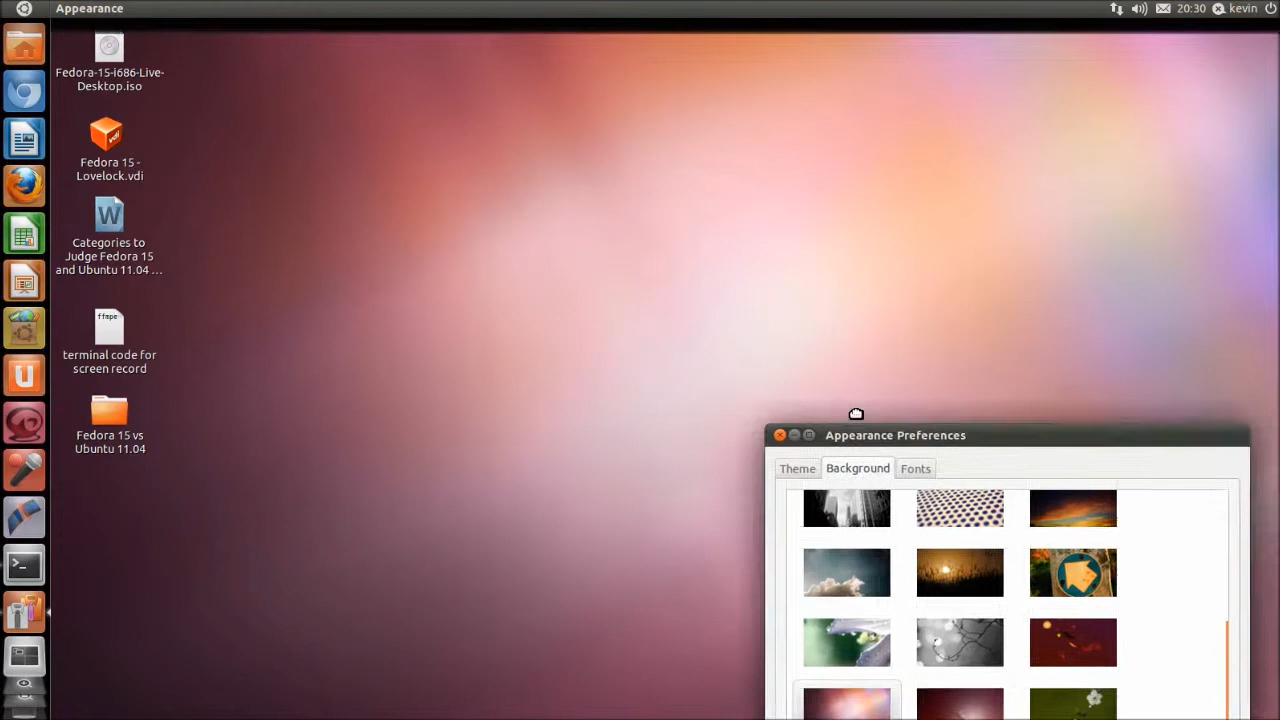 Appearance
20:30
kevin
Fedora-15-i686-Live-
Desktop.iso
vdi
Fedora 15 -
Lovelock.vdi
W
Categories to
Judge Fedora 15
and Ubuntu 11.04 ...
ffmpe
terminal code for
screen record
Fedora 15 vs
Ubuntu 11.04
Appearance Preferences
Theme
Background
Fonts